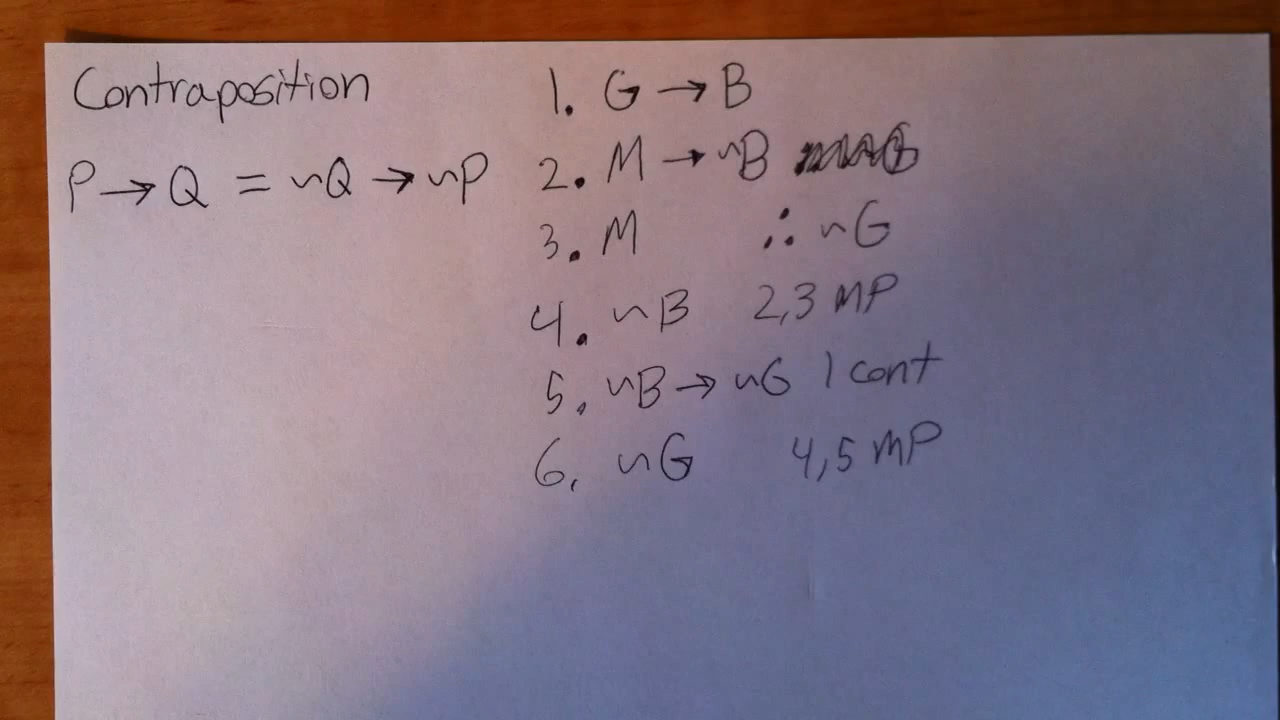 Contraposition
P → Q = ~Q → ~P
1. G → B
2. M → ~B
3. M ∴ ~G
4. ~B 2,3 MP
5. ~B → ~G 1 cont
6. ~G 4,5 MP